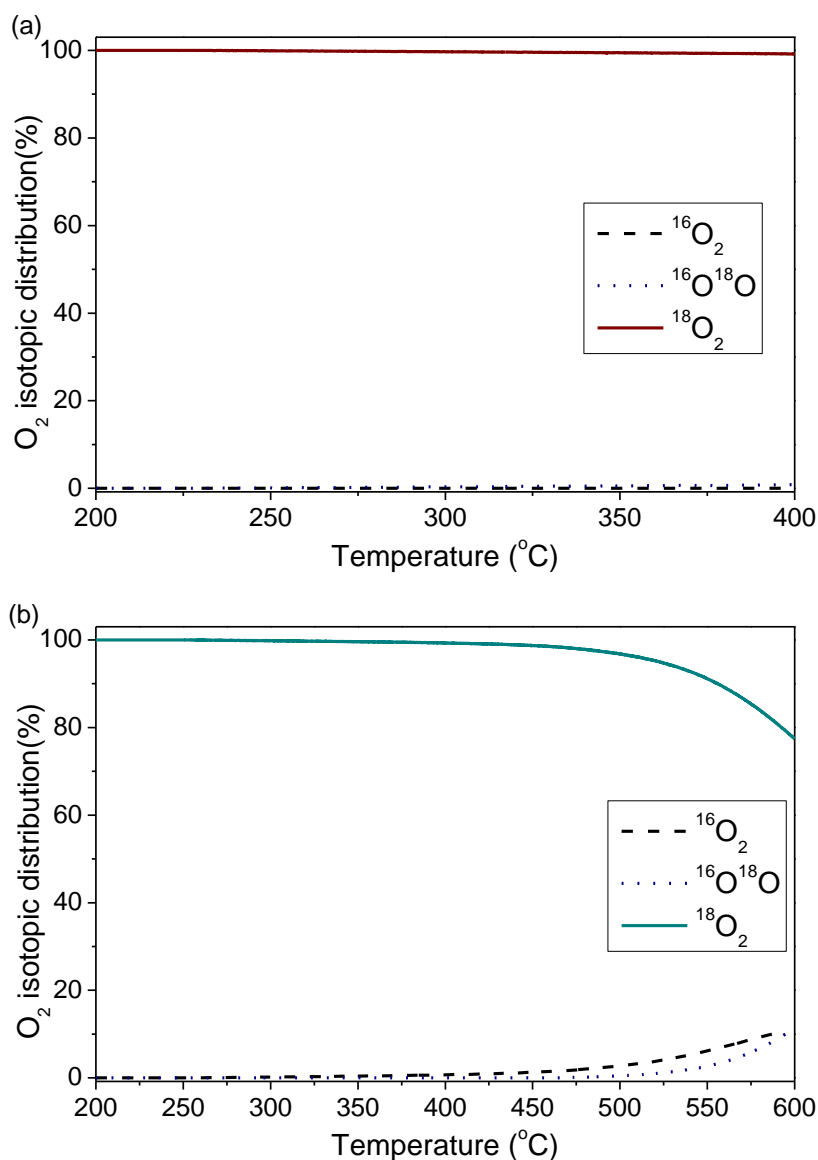 (a)
100
80
60
40
20
0
O₂ isotopic distribution(%)
¹⁶O₂
¹⁶O¹⁸O
¹⁸O₂
200 250 300 350 400
Temperature (°C)
(b)
100
80
60
40
20
0
O₂ isotopic distribution(%)
¹⁶O₂
¹⁶O¹⁸O
¹⁸O₂
200 250 300 350 400 450 500 550 600
Temperature (°C)